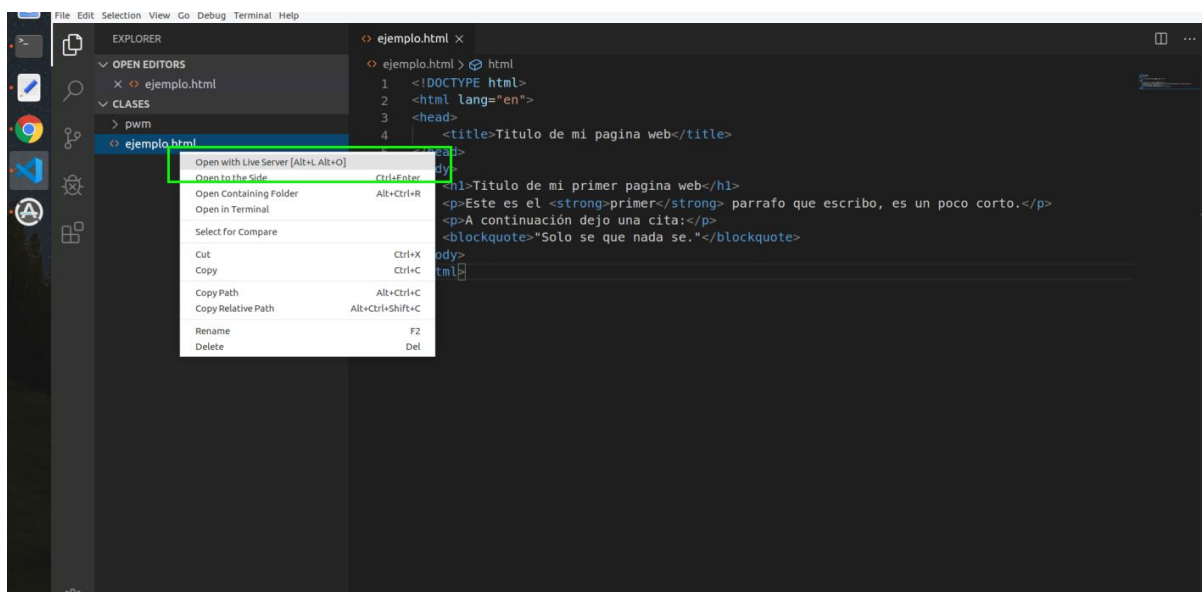 File Edit Selection View Go Debug Terminal Help
EXPLORER
OPEN EDITORS
ejemplo.html
CLASES
pwm
ejemplo.html
Open with Live Server [Alt+L Alt+O]
Open to the Side Ctrl+Enter
Open Containing Folder Alt+Ctrl+R
Open in Terminal
Select for Compare
Cut Ctrl+X
Copy Ctrl+C
Copy Path Alt+Ctrl+C
Copy Relative Path Alt+Ctrl+Shift+C
Rename F2
Delete Del
ejemplo.html
ejemplo.html > html
1 <!DOCTYPE html>
2 <html lang="en">
3 <head>
4 <title>Titulo de mi pagina web</title>
</head>
dy>
<h1>Titulo de mi primer pagina web</h1>
<p>Este es el <strong>primer</strong> parrafo que escribo, es un poco corto.</p>
<p>A continuación dejo una cita:</p>
<blockquote>"Solo se que nada se."</blockquote>
ody>
tml>